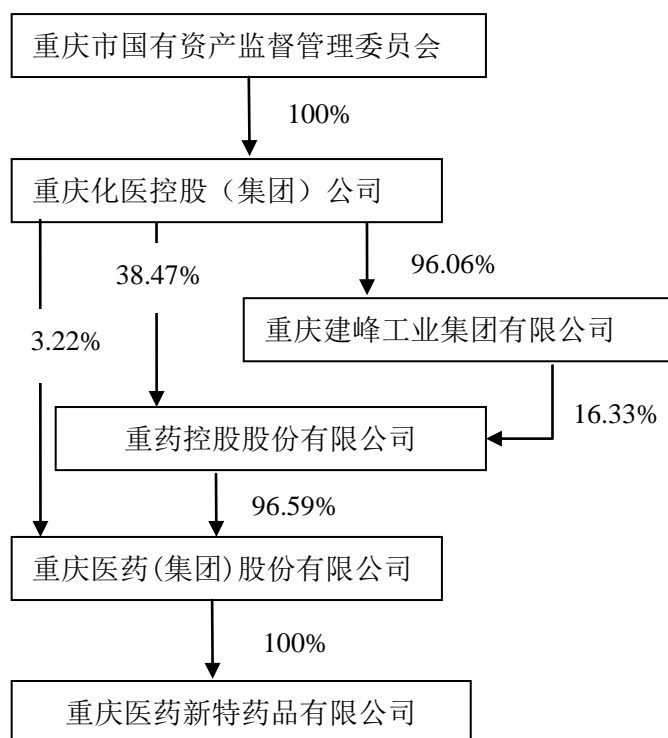 重庆市国有资产监督管理委员会
100%
重庆化医控股（集团）公司
96.06%
38.47%
重庆建峰工业集团有限公司
3.22%
16.33%
重药控股股份有限公司
96.59%
重庆医药(集团)股份有限公司
100%
重庆医药新特药品有限公司